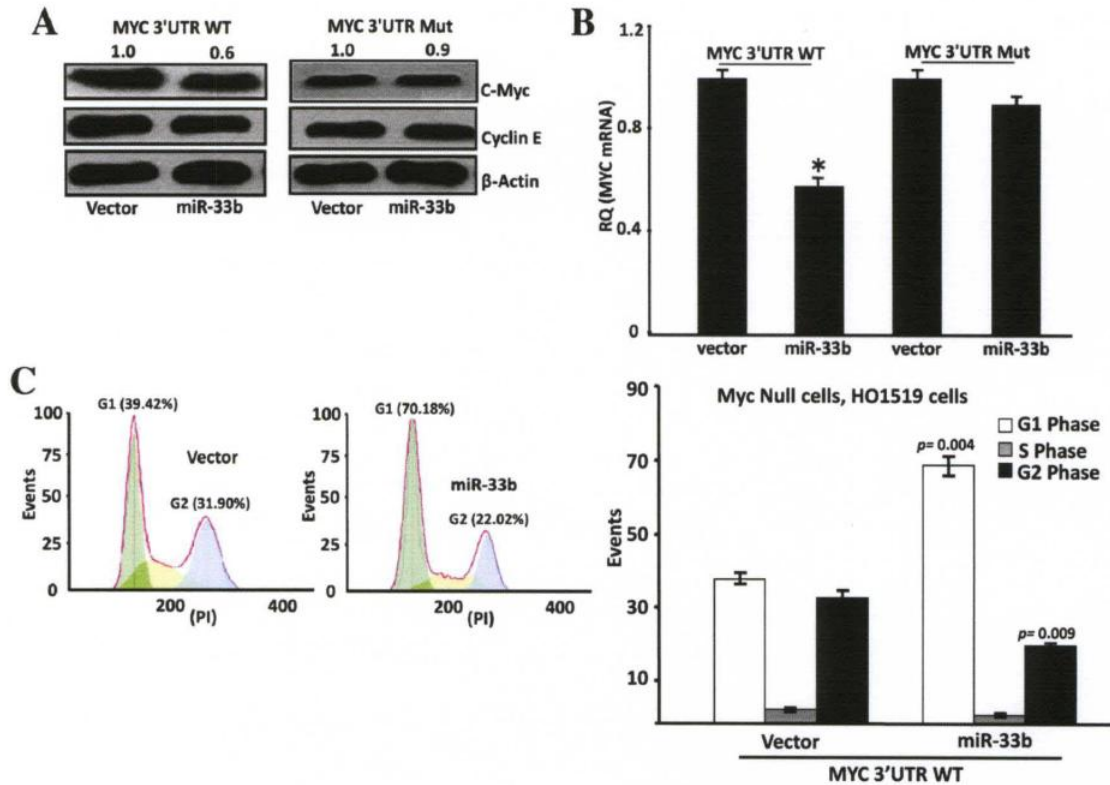 A
MYC 3'UTR WT
1.0 0.6
MYC 3'UTR Mut
1.0 0.9
C-Myc
Cyclin E
β-Actin
Vector miR-33b
Vector miR-33b
B
1.2
0.8
0.4
0
RQ (MYC mRNA)
MYC 3'UTR WT
MYC 3'UTR Mut
*
vector miR-33b vector miR-33b
C
100
75
50
25
0
Events
G1 (39.42%)
Vector
G2 (31.90%)
200 400
(PI)
100
75
50
25
0
Events
G1 (70.18%)
miR-33b
G2 (22.02%)
200 400
(PI)
90
70
50
30
10
Events
Myc Null cells, HO1519 cells
G1 Phase
S Phase
G2 Phase
p= 0.004
p= 0.009
Vector miR-33b
MYC 3'UTR WT